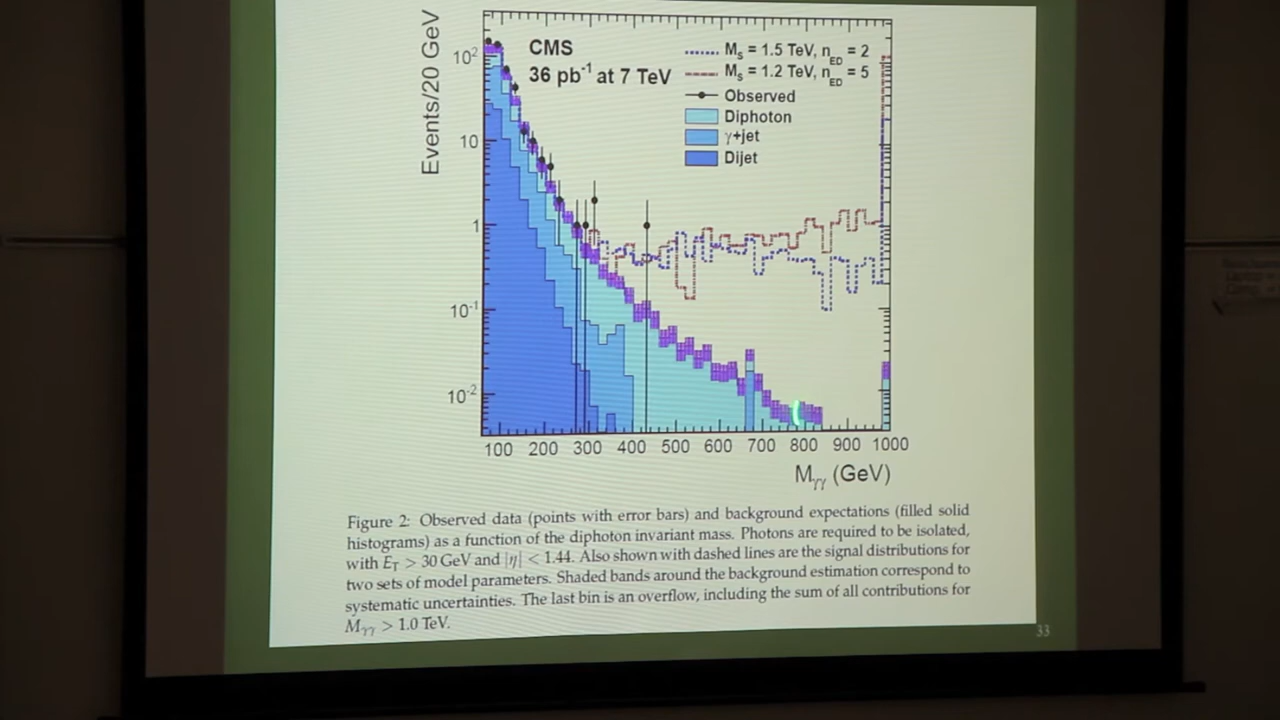 Events/20 GeV
10²
10
1
10⁻¹
10⁻²
CMS
36 pb⁻¹ at 7 TeV
Mₛ = 1.5 TeV, n_ED = 2
Mₛ = 1.2 TeV, n_ED = 5
Observed
Diphoton
γ+jet
Dijet
100 200 300 400 500 600 700 800 900 1000
M_γγ (GeV)
Figure 2: Observed data (points with error bars) and background expectations (filled solid
histograms) as a function of the diphoton invariant mass. Photons are required to be isolated,
with E_T > 30 GeV and |η| < 1.44. Also shown with dashed lines are the signal distributions for
two sets of model parameters. Shaded bands around the background estimation correspond to
systematic uncertainties. The last bin is an overflow, including the sum of all contributions for
M_γγ > 1.0 TeV.
33